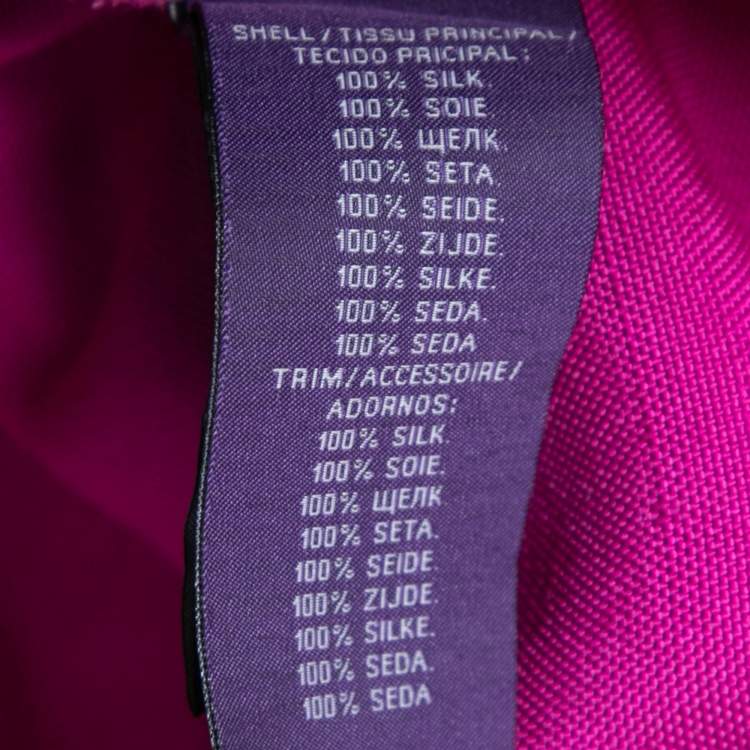 SHELL/TISSU PRINCIPAL/
TECIDO PRICIPAL:
100% SILK.
100% SOIE.
100% ЩЕЛК.
100% SETA.
100% SEIDE.
100% ZIJDE.
100% SILKE.
100% SEDA.
100% SEDA
TRIM/ACCESSOIRE/
ADORNOS:
100% SILK.
100% SOIE.
100% ЩЕЛК
100% SETA.
100% SEIDE.
100% ZIJDE.
100% SILKE.
100% SEDA.
100% SEDA